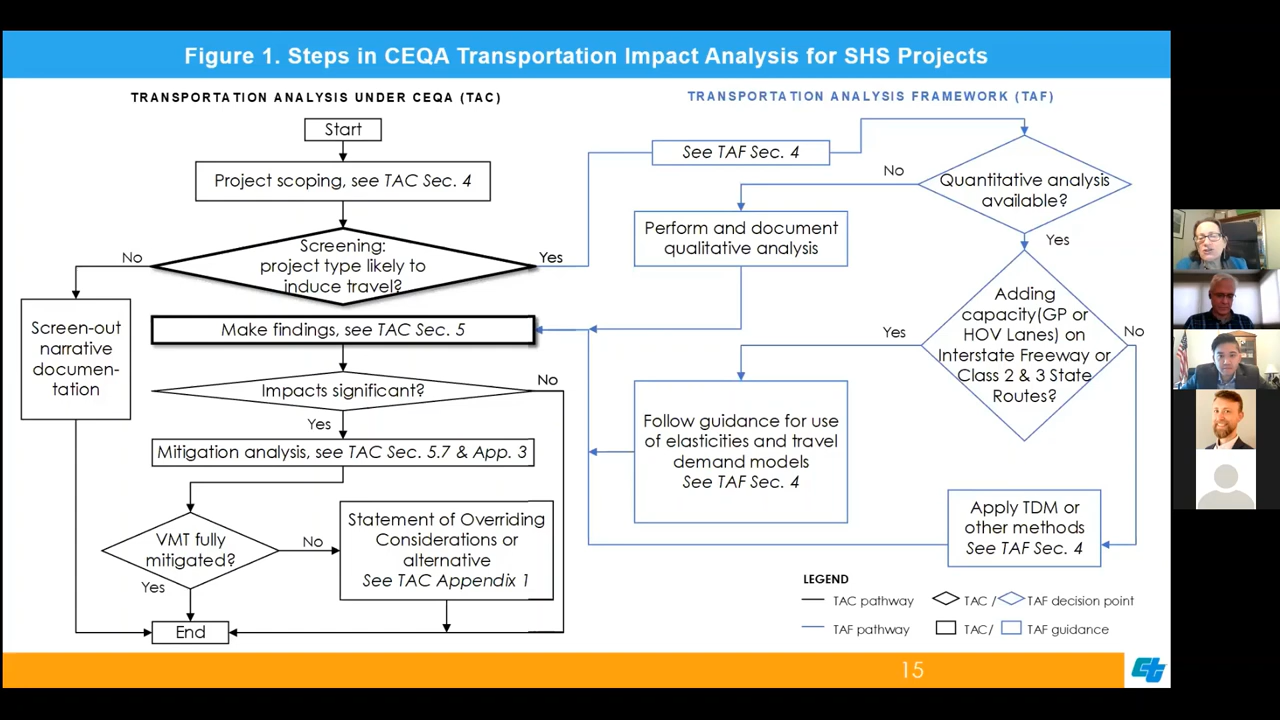 Figure 1. Steps in CEQA Transportation Impact Analysis for SHS Projects
TRANSPORTATION ANALYSIS UNDER CEQA (TAC)
Start
Project scoping, see TAC Sec. 4
Screening:
project type likely to
induce travel?
No
Yes
Screen-out
narrative
documen-
tation
Make findings, see TAC Sec. 5
Impacts significant?
No
Yes
Mitigation analysis, see TAC Sec. 5.7 & App. 3
VMT fully
mitigated?
No
Yes
Statement of Overriding
Considerations or
alternative
See TAC Appendix 1
End
TRANSPORTATION ANALYSIS FRAMEWORK (TAF)
See TAF Sec. 4
Quantitative analysis
available?
No
Yes
Perform and document
qualitative analysis
Adding
capacity(GP or
HOV Lanes) on
Interstate Freeway or
Class 2 & 3 State
Routes?
Yes
No
Follow guidance for use
of elasticities and travel
demand models
See TAF Sec. 4
Apply TDM or
other methods
See TAF Sec. 4
LEGEND
TAC pathway
TAC /
TAF decision point
TAF pathway
TAC/
TAF guidance
15
ct